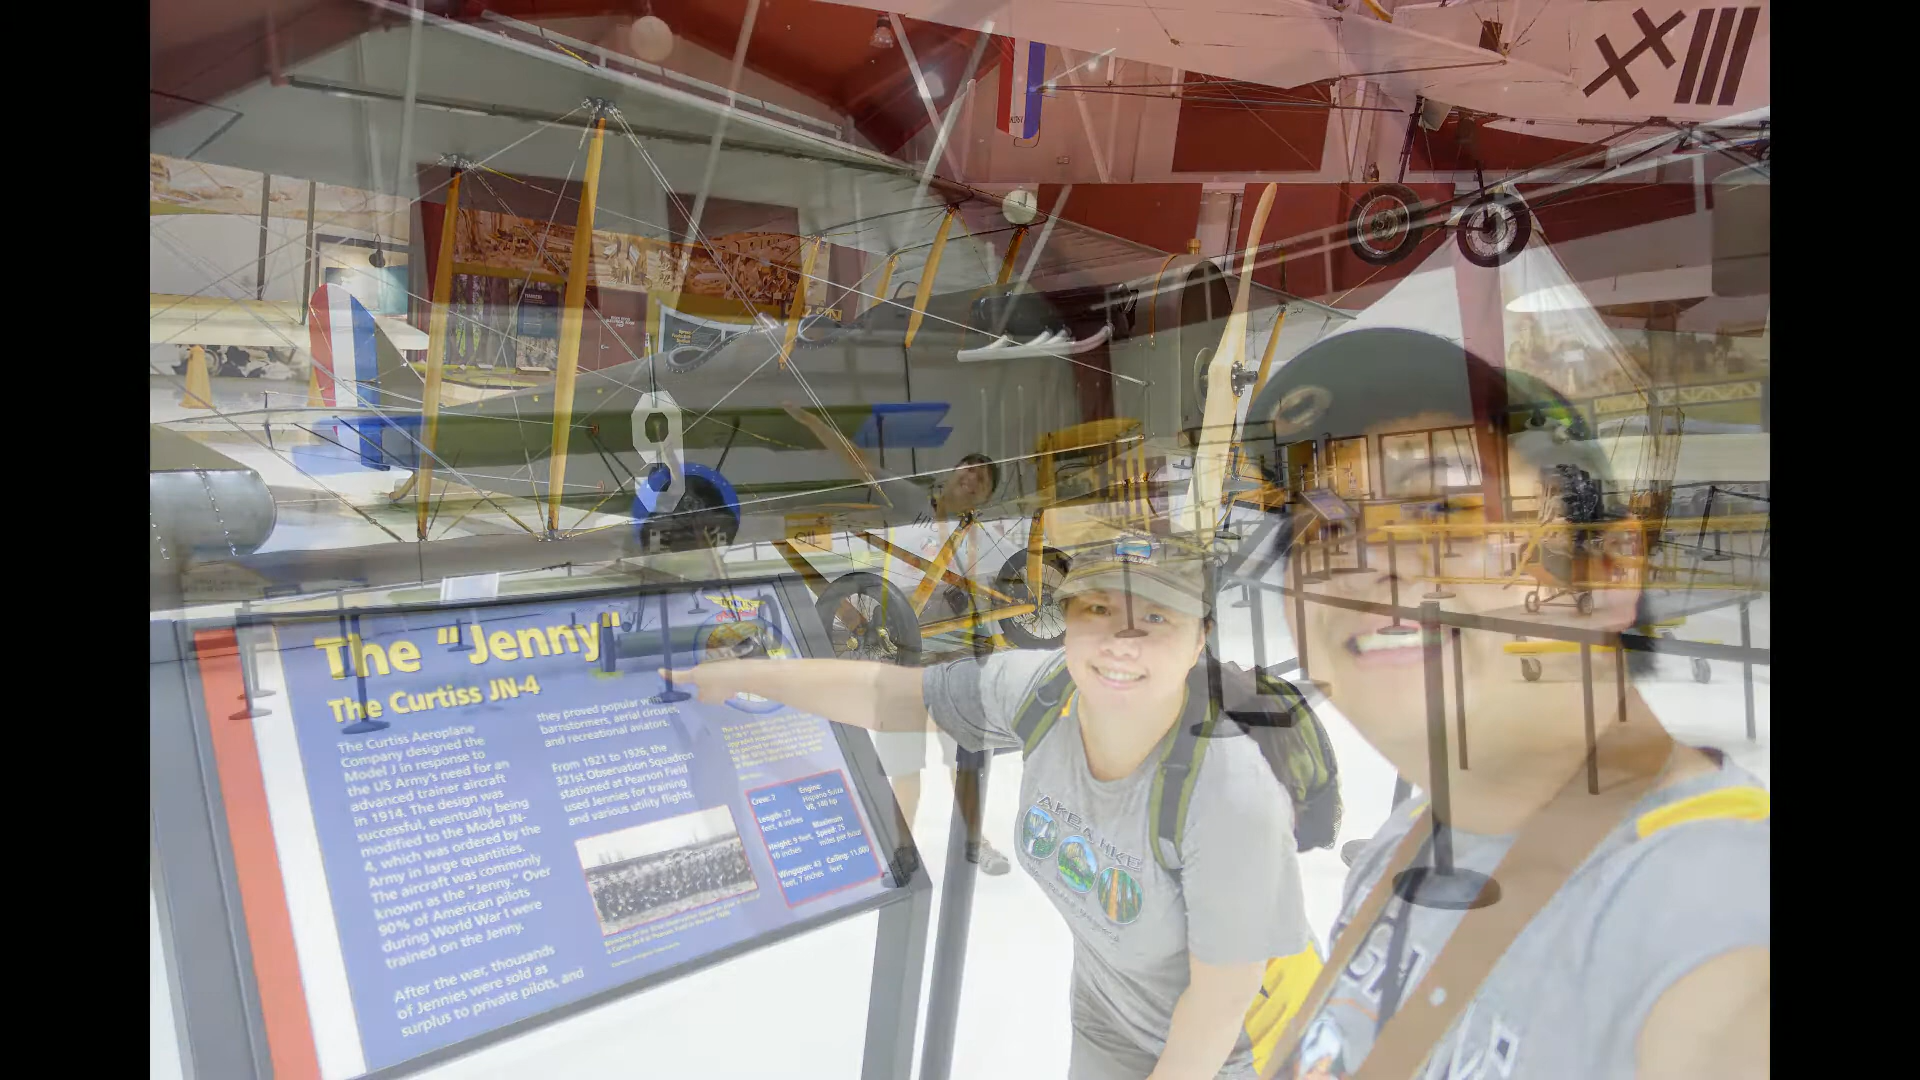 XXIII
The "Jenny"
The Curtiss JN-4
The Curtiss Aeroplane
Company designed the
Model J in response to
the US Army's need for an
advanced trainer aircraft
in 1914. The design was
successful, eventually being
modified to the Model JN-
4, which was ordered by the
Army in large quantities.
The aircraft was commonly
known as the "Jenny." Over
90% of American pilots
during World War I were
trained on the Jenny.
After the war, thousands
of Jennies were sold as
surplus to private pilots, and
they proved popular with
barnstormers, aerial circuses,
and recreational aviators.
From 1921 to 1926, the
321st Observation Squadron
stationed at Pearson Field
used Jennies for training
and various utility flights.
Crew: 2
Length: 27
feet, 4 inches
Height: 9 feet,
10 inches
Wingspan: 43
feet, 7 inches
Engine:
Hispano Suiza
V8, 180 hp
Maximum
Speed: 75
miles per hour
Ceiling: 11,000
feet